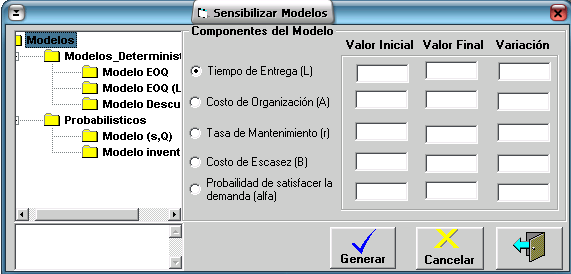 Sensibilizar Modelos
Modelos
Modelos_Determinist
Modelo EOQ
Modelo EOQ (L
Modelo Descu
Probabilisticos
Modelo (s,Q)
Modelo invent
Componentes del Modelo
Valor Inicial Valor Final Variación
Tiempo de Entrega (L)
Costo de Organización (A)
Tasa de Mantenimiento (r)
Costo de Escasez (B)
Probailidad de satisfacer la
demanda (alfa)
Generar Cancelar